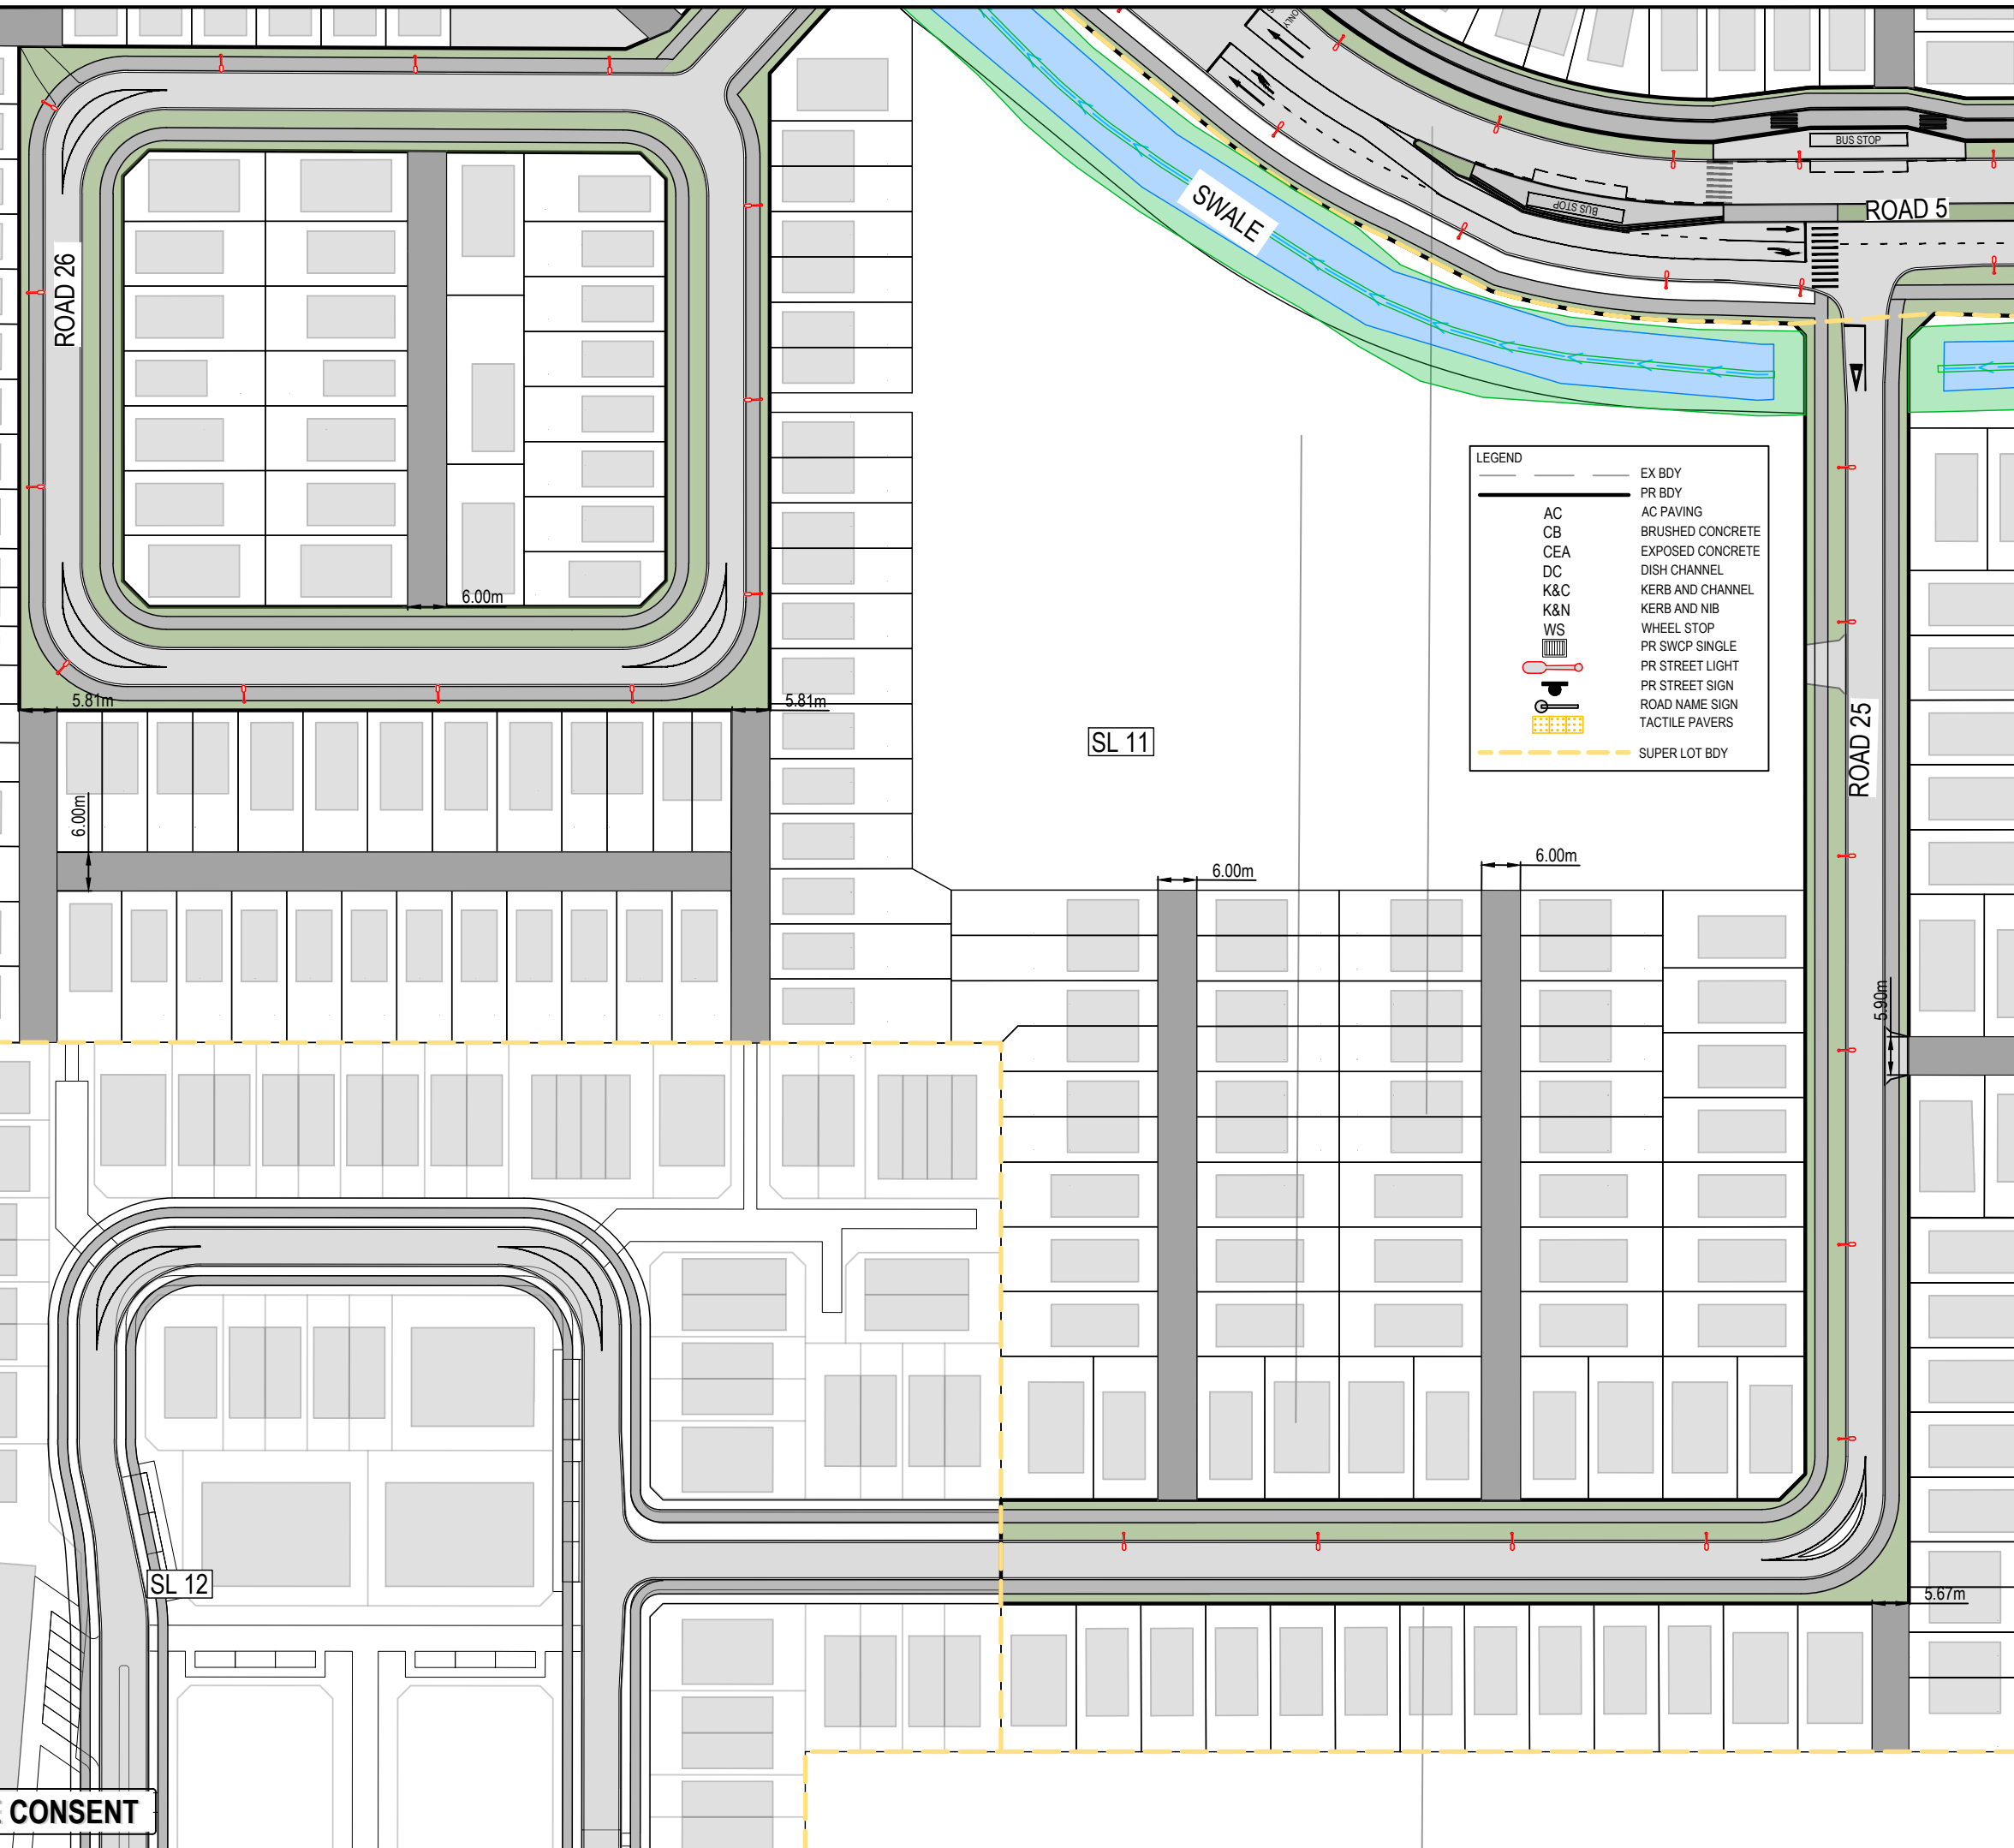 ONLY
BUS STOP
BUS STOP
SWALE
ROAD 5
ROAD 26
LEGEND
EX BDY
PR BDY
AC AC PAVING
CB BRUSHED CONCRETE
CEA EXPOSED CONCRETE
DC DISH CHANNEL
K&C KERB AND CHANNEL
K&N KERB AND NIB
WS WHEEL STOP
PR SWCP SINGLE
PR STREET LIGHT
PR STREET SIGN
ROAD NAME SIGN
TACTILE PAVERS
SUPER LOT BDY
6.00m
5.81m
5.81m
SL 11
ROAD 25
6.00m
6.00m
6.00m
5.90m
SL 12
5.67m
CONSENT